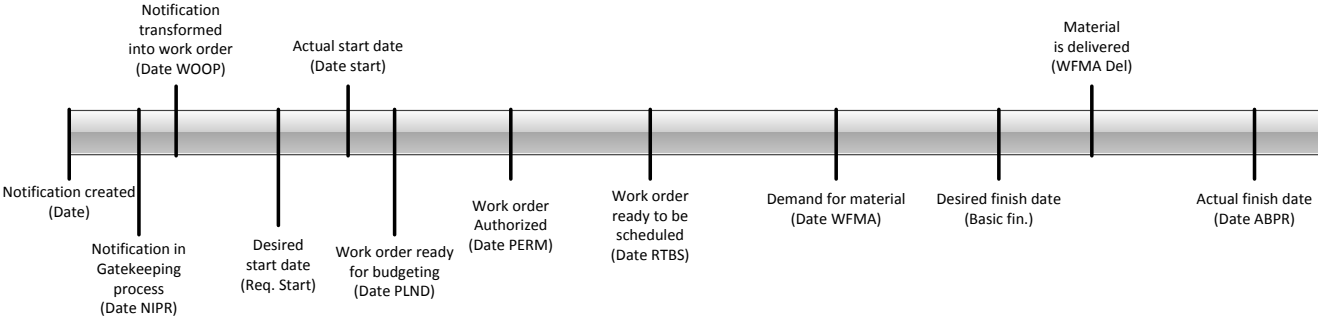 Notification
transformed
into work order
(Date WOOP)
Actual start date
(Date start)
Material
is delivered
(WFMA Del)
Notification created
(Date)
Notification in
Gatekeeping
process
(Date NIPR)
Desired
start date
(Req. Start)
Work order ready
for budgeting
(Date PLND)
Work order
Authorized
(Date PERM)
Work order
ready to be
scheduled
(Date RTBS)
Demand for material
(Date WFMA)
Desired finish date
(Basic fin.)
Actual finish date
(Date ABPR)